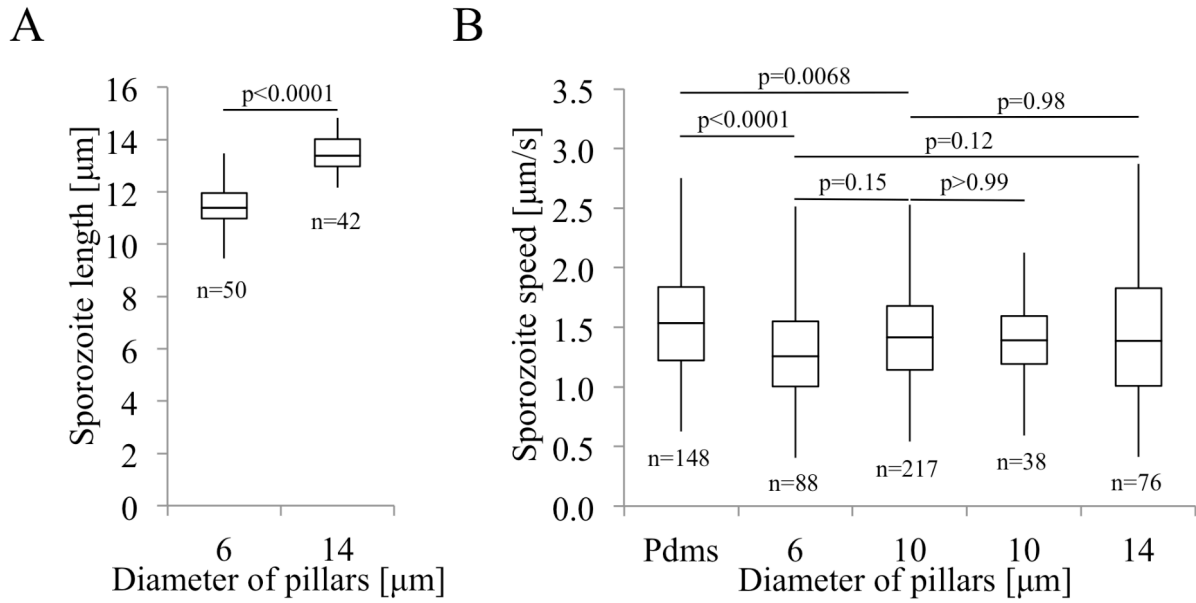 A
Sporozoite length [μm]
16
14
12
10
8
6
4
2
0
p<0.0001
n=50
n=42
6 14
Diameter of pillars [μm]
B
Sporozoite speed [μm/s]
3.5
3.0
2.5
2.0
1.5
1.0
0.5
0.0
p=0.0068
p=0.98
p<0.0001
p=0.12
p=0.15
p>0.99
n=148
n=88
n=217
n=38
n=76
Pdms 6 10 10 14
Diameter of pillars [μm]